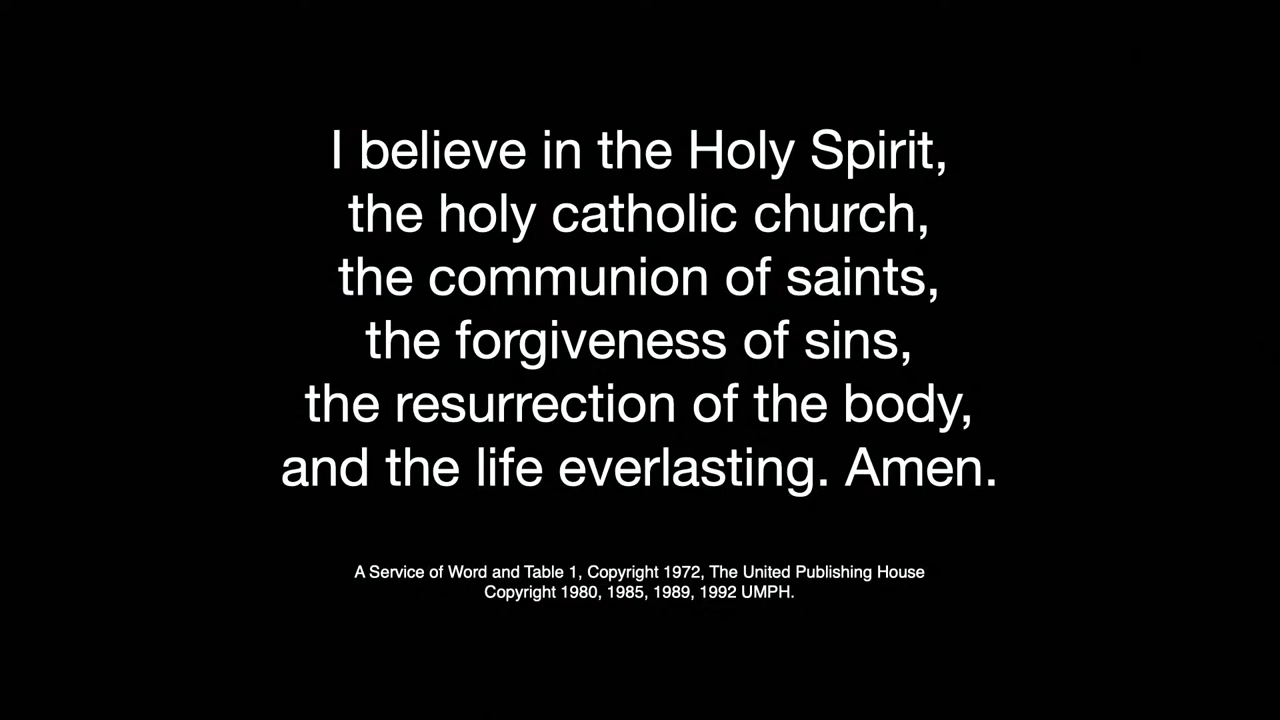 I believe in the Holy Spirit,
the holy catholic church,
the communion of saints,
the forgiveness of sins,
the resurrection of the body,
and the life everlasting. Amen.
A Service of Word and Table 1, Copyright 1972, The United Publishing House
Copyright 1980, 1985, 1989, 1992 UMPH.